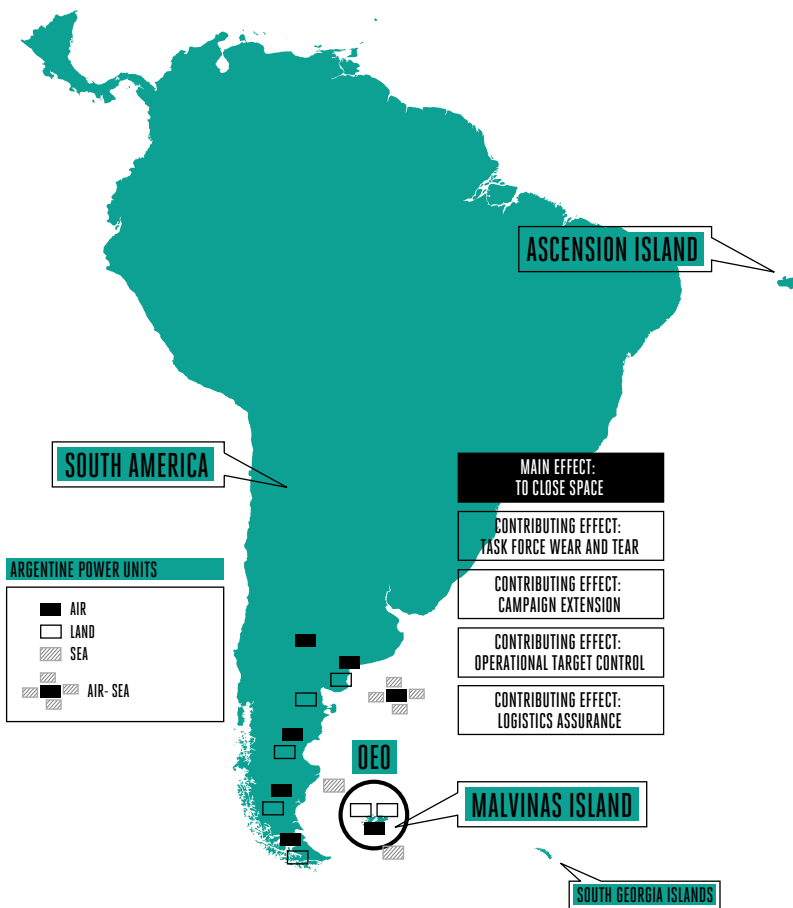 ASCENSION ISLAND
SOUTH AMERICA
MAIN EFFECT:
TO CLOSE SPACE
CONTRIBUTING EFFECT:
TASK FORCE WEAR AND TEAR
CONTRIBUTING EFFECT:
CAMPAIGN EXTENSION
CONTRIBUTING EFFECT:
OPERATIONAL TARGET CONTROL
CONTRIBUTING EFFECT:
LOGISTICS ASSURANCE
ARGENTINE POWER UNITS
AIR
LAND
SEA
AIR- SEA
OEO
MALVINAS ISLAND
SOUTH GEORGIA ISLANDS